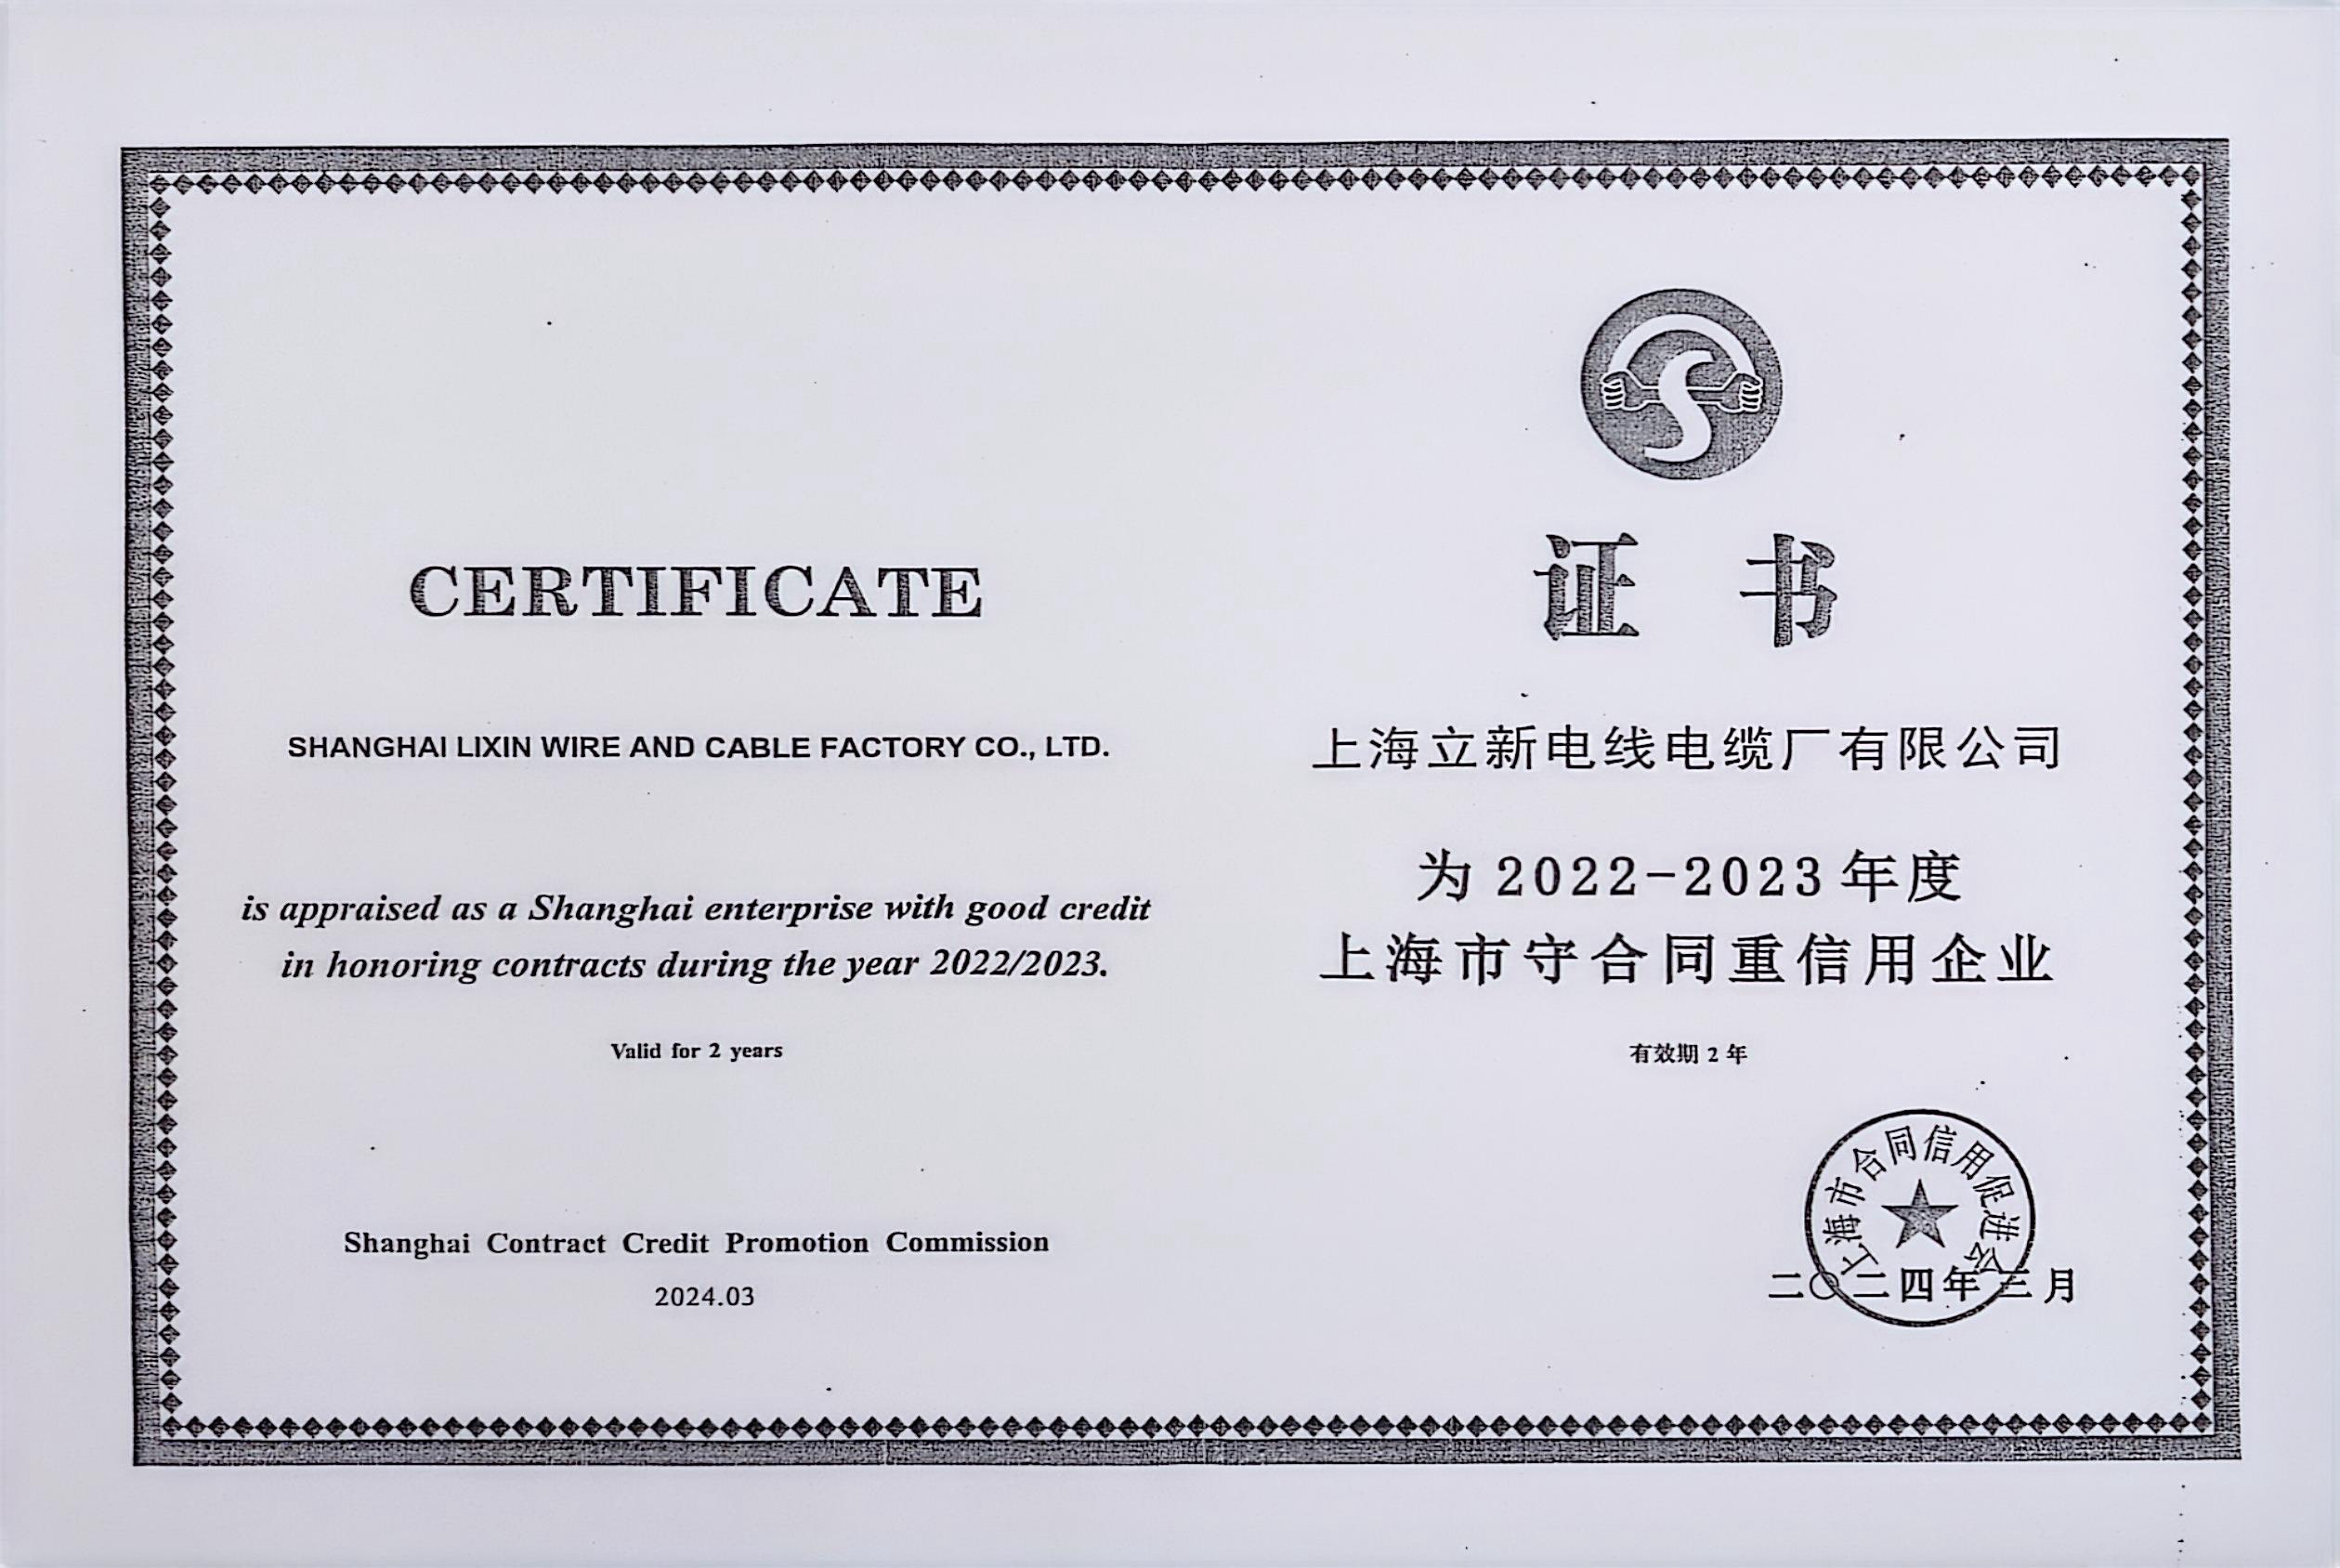 CERTIFICATE
SHANGHAI LIXIN WIRE AND CABLE FACTORY CO., LTD.
is appraised as a Shanghai enterprise with good credit
in honoring contracts during the year 2022/2023.
Valid for 2 years
Shanghai Contract Credit Promotion Commission
2024.03
证 书
上海立新电线电缆厂有限公司
为 2022-2023 年度
上海市守合同重信用企业
有效期 2 年
上海市合同信用促进会
二〇二四年三月